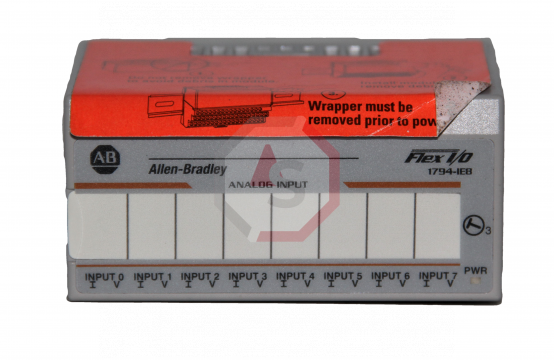 Wrapper must be
removed prior to pow
AB
Allen-Bradley
Flex I/O
1794-IE8
ANALOG INPUT
3
INPUT 0 INPUT 1 INPUT 2 INPUT 3 INPUT 4 INPUT 5 INPUT 6 INPUT 7 PWR
I V I V I V I V I V I V I V I V
S